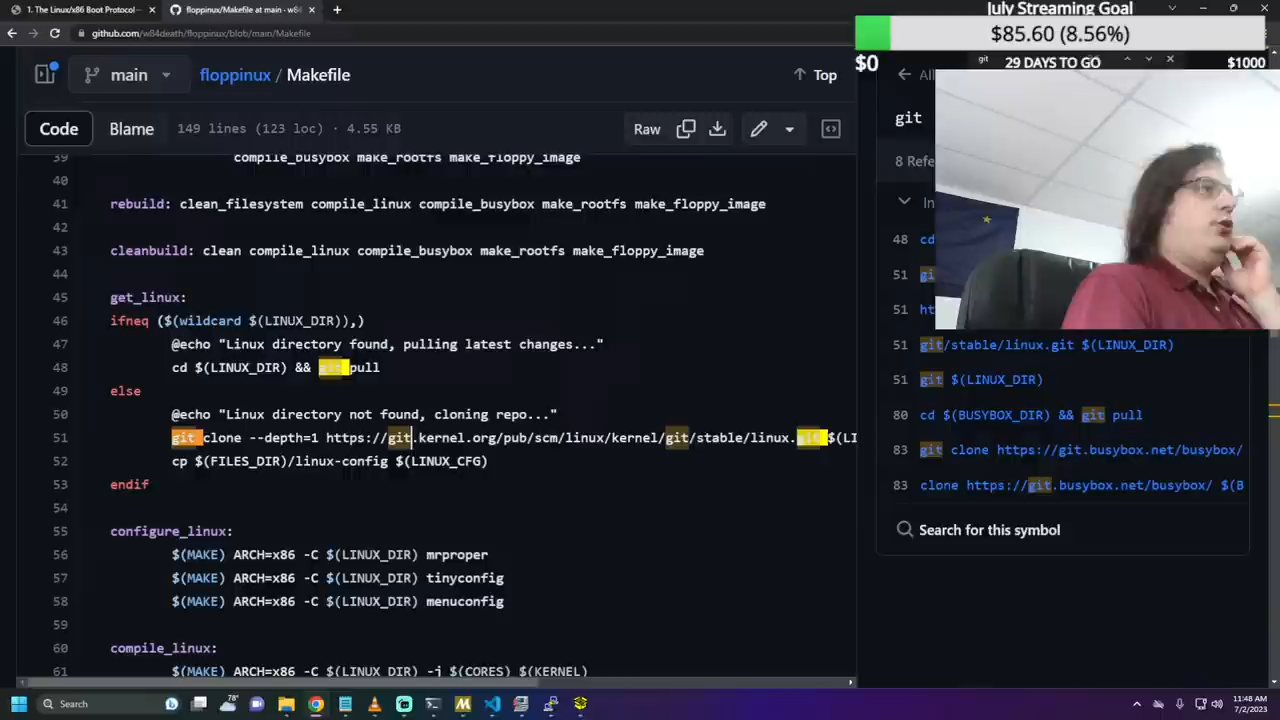 1. The Linux/x86 Boot Protocol —
floppinux/Makefile at main · w84
July Streaming Goal
$85.60 (8.56%)
$0
29 DAYS TO GO
$1000
github.com/w84death/floppinux/blob/main/Makefile
git
main
floppinux / Makefile
Top
All
Code
Blame
149 lines (123 loc) · 4.55 KB
Raw
git
8 Refe
In
39 compile_busybox make_rootfs make_floppy_image
40
41 rebuild: clean_filesystem compile_linux compile_busybox make_rootfs make_floppy_image
42
43 cleanbuild: clean compile_linux compile_busybox make_rootfs make_floppy_image
44
45 get_linux:
46 ifneq ($(wildcard $(LINUX_DIR)),)
47 @echo "Linux directory found, pulling latest changes..."
48 cd $(LINUX_DIR) && git pull
49 else
50 @echo "Linux directory not found, cloning repo..."
51 git clone --depth=1 https://git.kernel.org/pub/scm/linux/kernel/git/stable/linux.git $(LI
52 cp $(FILES_DIR)/linux-config $(LINUX_CFG)
53 endif
54
55 configure_linux:
56 $(MAKE) ARCH=x86 -C $(LINUX_DIR) mrproper
57 $(MAKE) ARCH=x86 -C $(LINUX_DIR) tinyconfig
58 $(MAKE) ARCH=x86 -C $(LINUX_DIR) menuconfig
59
60 compile_linux:
61 $(MAKE) ARCH=x86 -C $(LINUX_DIR) -j $(CORES) $(KERNEL)
48 cd
51 git
51 ht
51 git/stable/linux.git $(LINUX_DIR)
51 git $(LINUX_DIR)
80 cd $(BUSYBOX_DIR) && git pull
83 git clone https://git.busybox.net/busybox/
83 clone https://git.busybox.net/busybox/ $(B
Search for this symbol
Search
78°
11:48 AM
7/2/2023